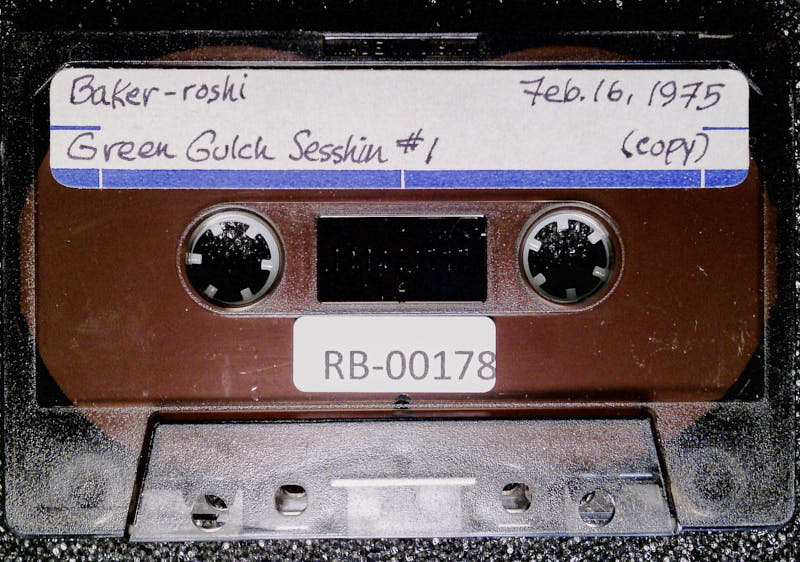 Baker-roshi Feb. 16, 1975
Green Gulch Sesshin #1 (copy)
RB-00178